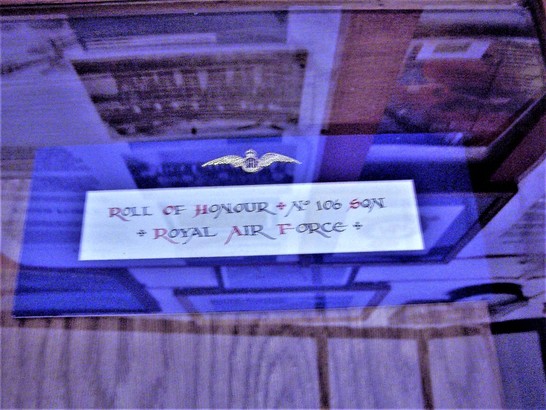 Roll Of Honour + Nº 106 Sqn
+ Royal Air Force +